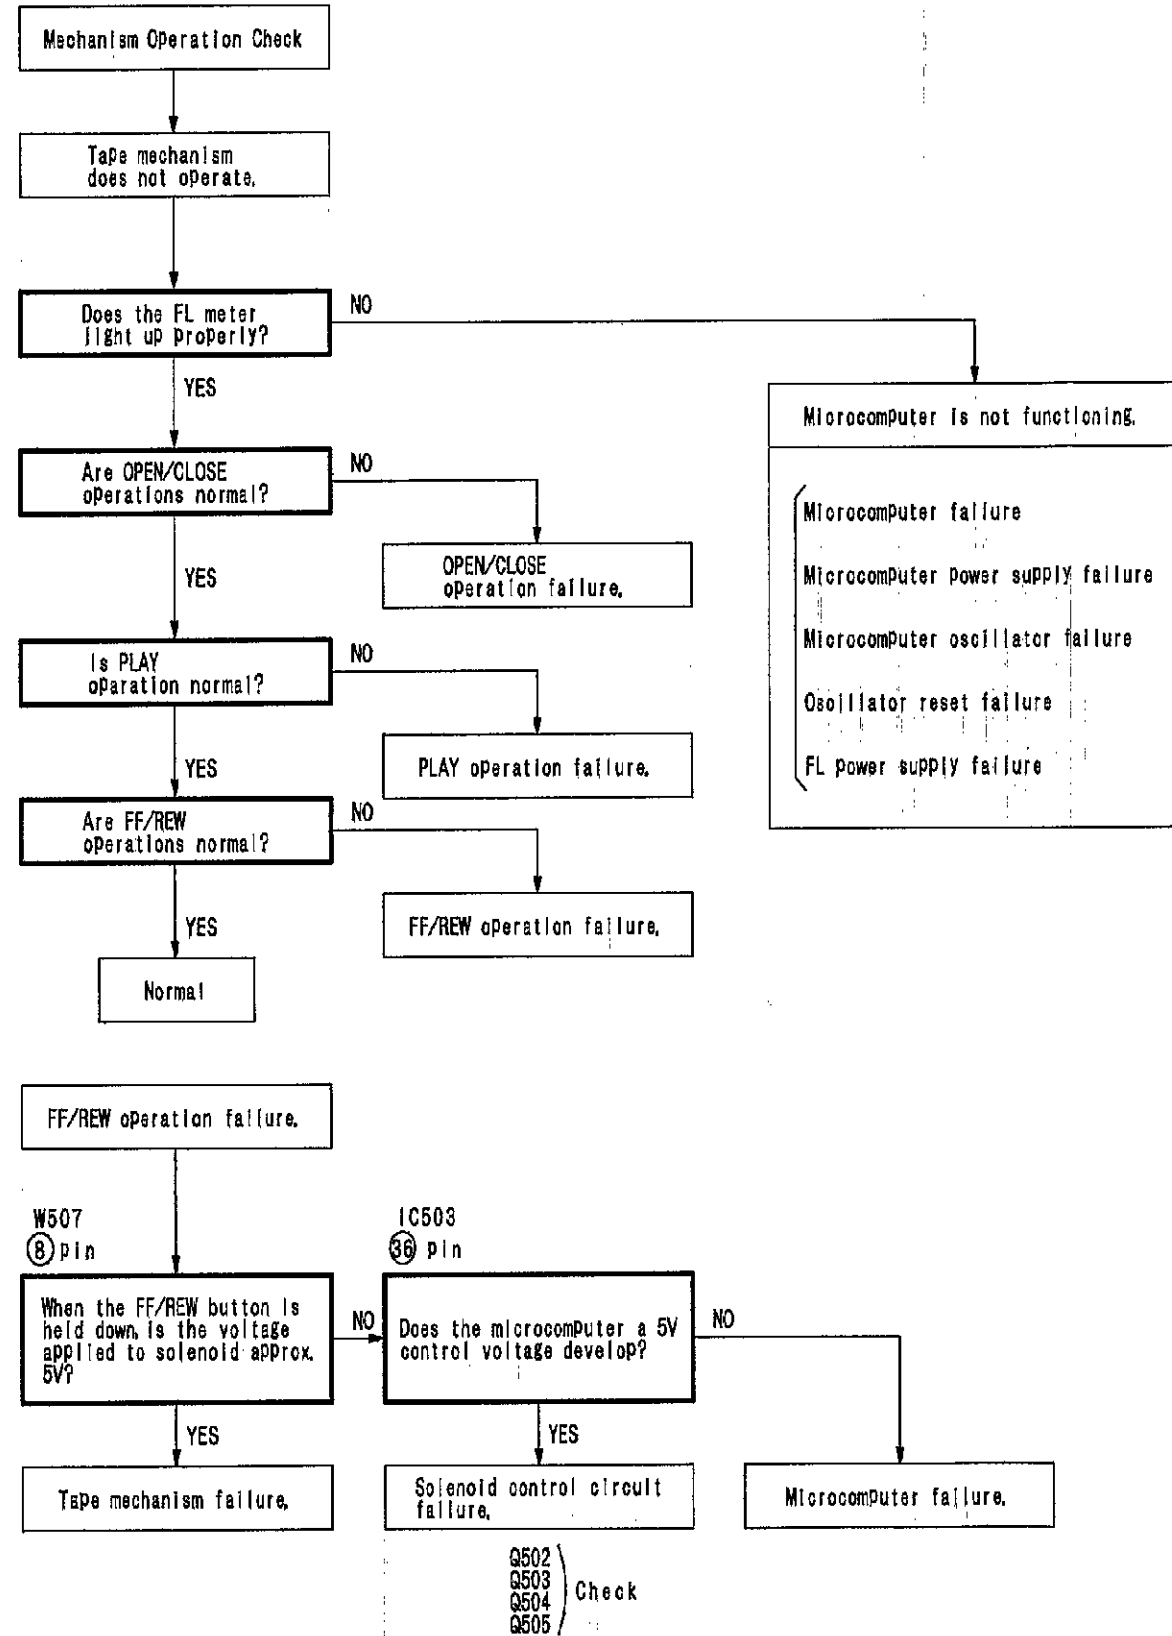 Mechanism Operation Check
Tape mechanism
does not operate.
Does the FL meter
light up properly?
NO
YES
Microcomputer is not functioning.
Are OPEN/CLOSE
operations normal?
NO
YES
OPEN/CLOSE
operation failure.
Microcomputer failure
Microcomputer power supply failure
Microcomputer oscillator failure
Oscillator reset failure
FL power supply failure
Is PLAY
oparation normal?
NO
YES
PLAY operation failure.
Are FF/REW
operations normal?
NO
YES
FF/REW operation failure.
Normal
FF/REW operation failure.
W507
⑧ pin
IC503
㊱ pin
When the FF/REW button is
held down, is the voltage
applied to solenoid approx.
5V?
NO
Does the microcomputer a 5V
control voltage develop?
NO
YES
YES
Tape mechanism failure.
Solenoid control circuit
failure.
Microcomputer failure.
Q502
Q503
Q504
Q505
Check